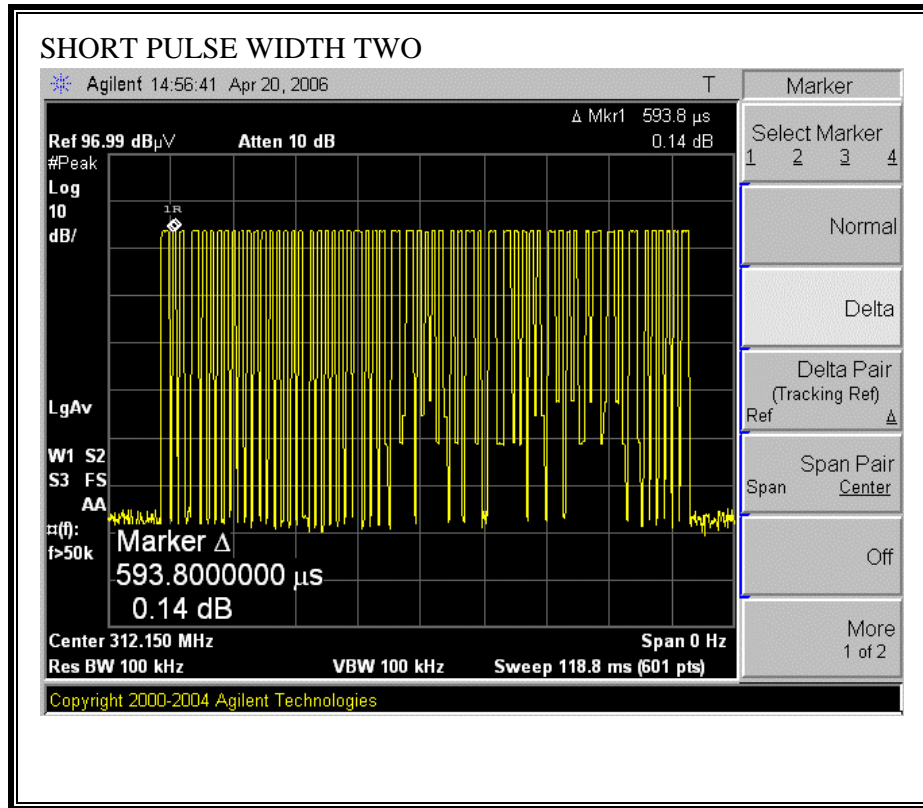 SHORT PULSE WIDTH TWO
Agilent 14:56:41 Apr 20, 2006 T
Δ Mkr1 593.8 µs
Ref 96.99 dBµV Atten 10 dB 0.14 dB
#Peak
Log
10
dB/
1R
LgAv
W1 S2
S3 FS
AA
¤(f):
f>50k
Marker Δ
593.8000000 µs
0.14 dB
Center 312.150 MHz Span 0 Hz
Res BW 100 kHz VBW 100 kHz Sweep 118.8 ms (601 pts)
Copyright 2000-2004 Agilent Technologies
Marker
Select Marker
1 2 3 4
Normal
Delta
Delta Pair
(Tracking Ref)
Ref Δ
Span Pair
Span Center
Off
More
1 of 2